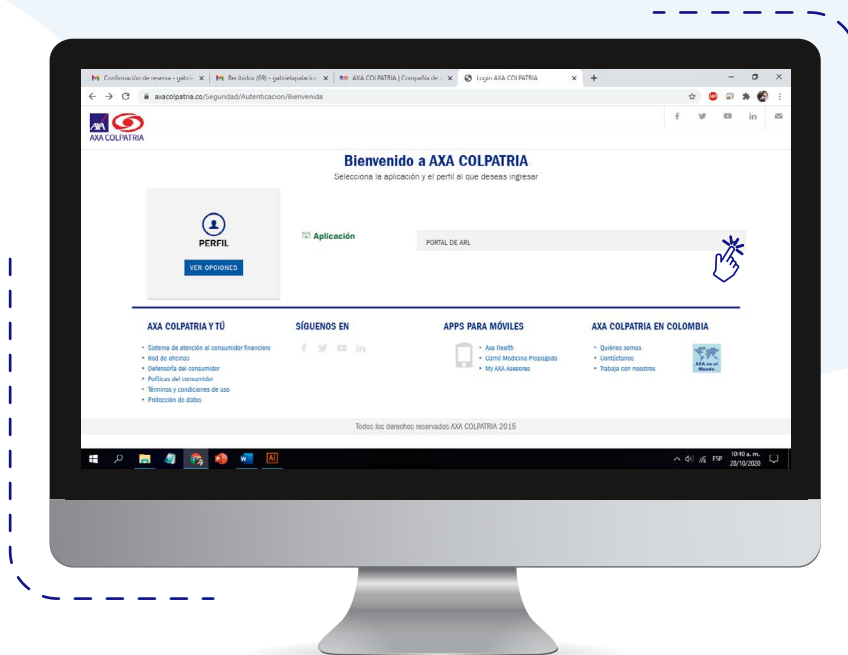 Confirmación de reserva - gabrie
Recibidos (69) - gabrielapalacios
AXA COLPATRIA | Compañía de
Login AXA COLPATRIA
axacolpatria.co/Seguridad/Autenticacion/Bienvenida
AXA COLPATRIA
Bienvenido a AXA COLPATRIA
Selecciona la aplicación y el perfil al que deseas ingresar
PERFIL
VER OPCIONES
Aplicación
PORTAL DE ARL
AXA COLPATRIA Y TÚ
Sistema de atención al consumidor financiero
Red de oficinas
Defensoría del consumidor
Políticas del consumidor
Términos y condiciones de uso
Protección de datos
SÍGUENOS EN
APPS PARA MÓVILES
Axa Health
Carné Medicina Prepagada
My AXA Asesores
AXA COLPATRIA EN COLOMBIA
Quiénes somos
Contáctanos
Trabaja con nosotros
AXA en el
Mundo
Todos los derechos reservados AXA COLPATRIA 2015
ESP
10:40 a. m.
28/10/2020